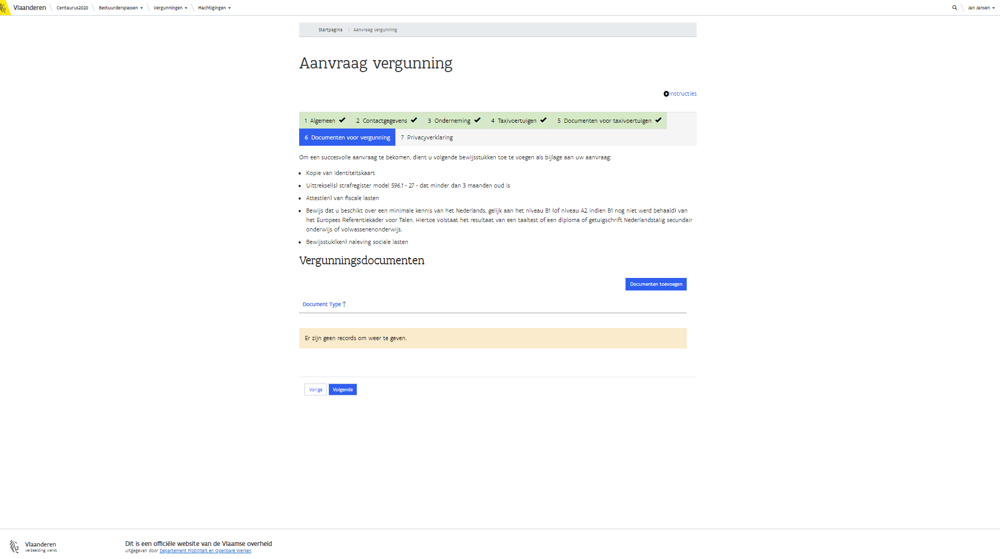 Vlaanderen
Centaurus2020
Bestuurderspassen
Vergunningen
Machtigingen
Jan Jansen
Startpagina
Aanvraag vergunning
Aanvraag vergunning
Instructies
1 Algemeen
2 Contactgegevens
3 Onderneming
4 Taxivoertuigen
5 Documenten voor taxivoertuigen
6 Documenten voor vergunning
7 Privacyverklaring
Om een succesvolle aanvraag te bekomen, dient u volgende bewijsstukken toe te voegen als bijlage aan uw aanvraag:
• Kopie van identiteitskaart
• Uittreksel(s) strafregister model 596.1 - 27 - dat minder dan 3 maanden oud is
• Attest(en) van fiscale lasten
• Bewijs dat u beschikt over een minimale kennis van het Nederlands, gelijk aan het niveau B1 (of niveau A2 indien B1 nog niet werd behaald) van
het Europees Referentiekader voor Talen. Hiertoe volstaat het resultaat van een taaltest of een diploma of getuigschrift Nederlandstalig secundair
onderwijs of volwassenenonderwijs.
• Bewijsstuk(ken) naleving sociale lasten
Vergunningsdocumenten
Documenten toevoegen
Document Type ↑
Er zijn geen records om weer te geven.
Vorige
Volgende
Vlaanderen
verbeelding werkt
Dit is een officiële website van de Vlaamse overheid
uitgegeven door Departement Mobiliteit en Openbare Werken